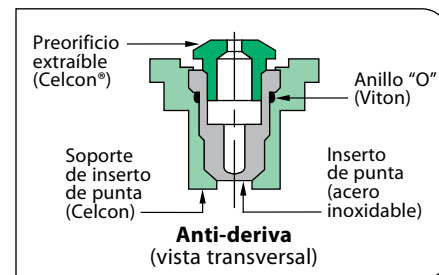 Preorificio
extraíble
(Celcon®)
Anillo “O”
(Viton)
Soporte
de inserto
de punta
(Celcon)
Inserto
de punta
(acero
inoxidable)
Anti-deriva
(vista transversal)